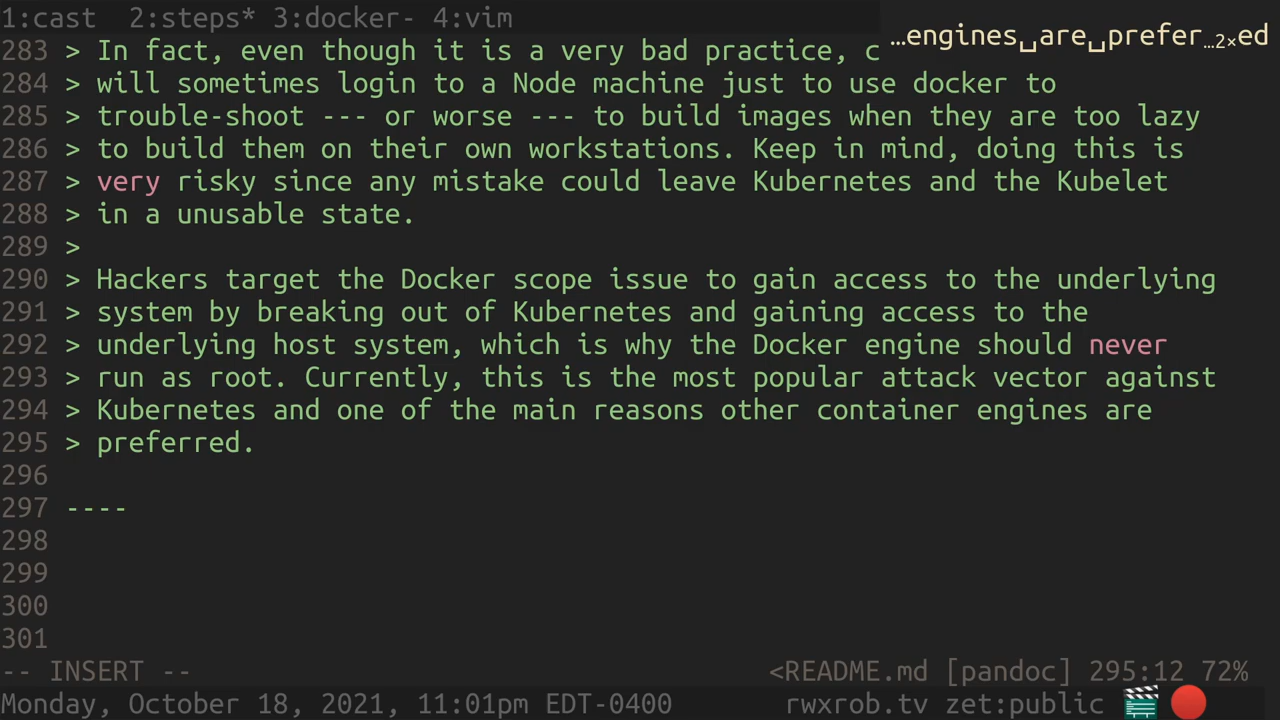 1:cast  2:steps* 3:docker- 4:vim
…engines␣are␣prefer…2×ed
283 > In fact, even though it is a very bad practice, c
284 > will sometimes login to a Node machine just to use docker to
285 > trouble-shoot --- or worse --- to build images when they are too lazy
286 > to build them on their own workstations. Keep in mind, doing this is
287 > very risky since any mistake could leave Kubernetes and the Kubelet
288 > in a unusable state.
289 >
290 > Hackers target the Docker scope issue to gain access to the underlying
291 > system by breaking out of Kubernetes and gaining access to the
292 > underlying host system, which is why the Docker engine should never
293 > run as root. Currently, this is the most popular attack vector against
294 > Kubernetes and one of the main reasons other container engines are
295 > preferred.
296
297 ----
298
299
300
301
-- INSERT -- <README.md [pandoc] 295:12 72%
Monday, October 18, 2021, 11:01pm EDT-0400 rwxrob.tv zet:public 🎬 🔴